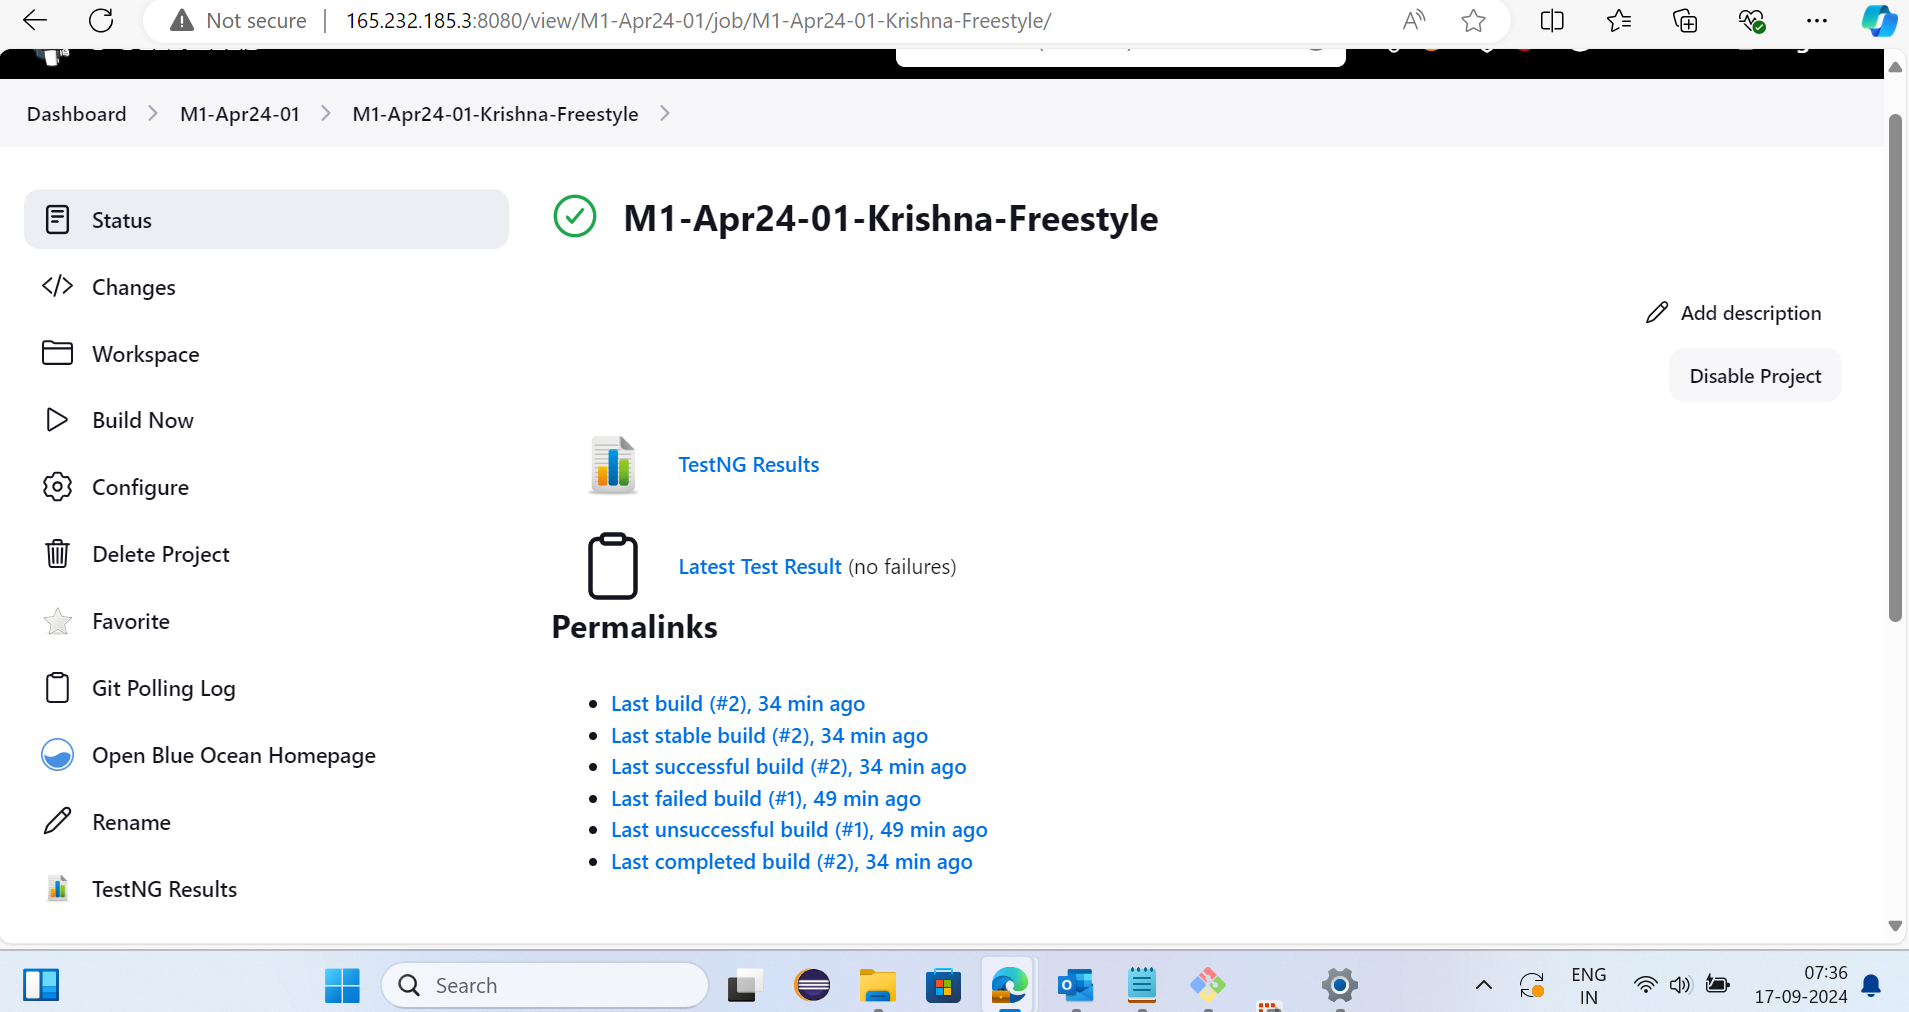 Not secure
165.232.185.3:8080/view/M1-Apr24-01/job/M1-Apr24-01-Krishna-Freestyle/
Dashboard > M1-Apr24-01 > M1-Apr24-01-Krishna-Freestyle >
Status
Changes
Workspace
Build Now
Configure
Delete Project
Favorite
Git Polling Log
Open Blue Ocean Homepage
Rename
TestNG Results
M1-Apr24-01-Krishna-Freestyle
Add description
Disable Project
TestNG Results
Latest Test Result (no failures)
Permalinks
Last build (#2), 34 min ago
Last stable build (#2), 34 min ago
Last successful build (#2), 34 min ago
Last failed build (#1), 49 min ago
Last unsuccessful build (#1), 49 min ago
Last completed build (#2), 34 min ago
Search
ENG
IN
07:36
17-09-2024